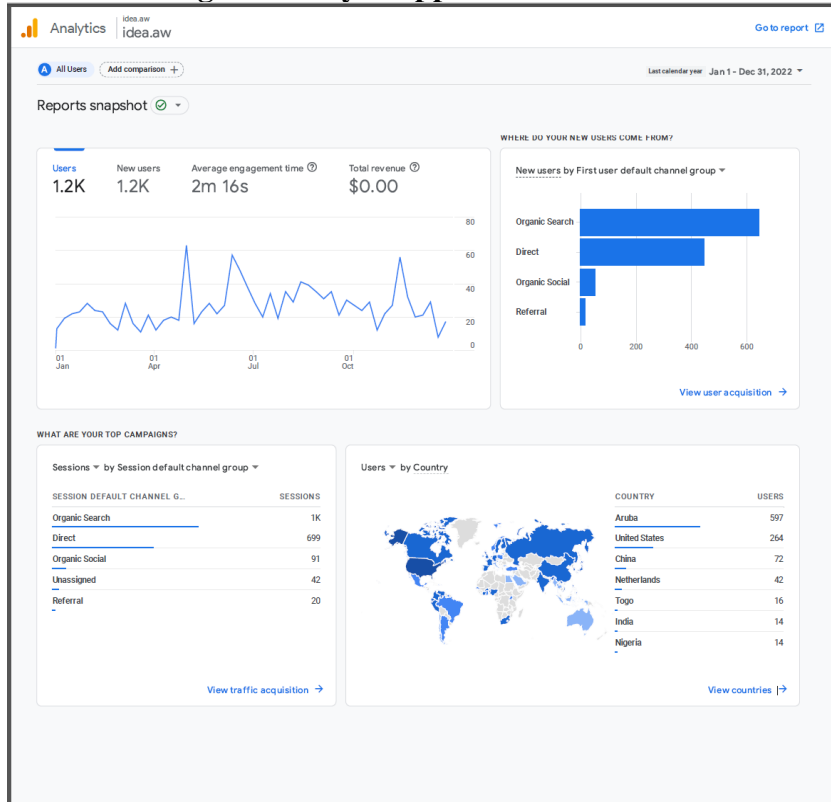 Analytics
idea.aw
idea.aw
Go to report
A All Users
Add comparison +
Last calendar year Jan 1 - Dec 31, 2022
Reports snapshot
Users
1.2K
New users
1.2K
Average engagement time
2m 16s
Total revenue
$0.00
80
60
40
20
0
01
Jan
01
Apr
01
Jul
01
Oct
WHERE DO YOUR NEW USERS COME FROM?
New users by First user default channel group
Organic Search
Direct
Organic Social
Referral
0 200 400 600
View user acquisition
WHAT ARE YOUR TOP CAMPAIGNS?
Sessions by Session default channel group
SESSION DEFAULT CHANNEL G... SESSIONS
Organic Search 1K
Direct 699
Organic Social 91
Unassigned 42
Referral 20
View traffic acquisition
Users by Country
COUNTRY USERS
Aruba 597
United States 264
China 72
Netherlands 42
Togo 16
India 14
Nigeria 14
View countries